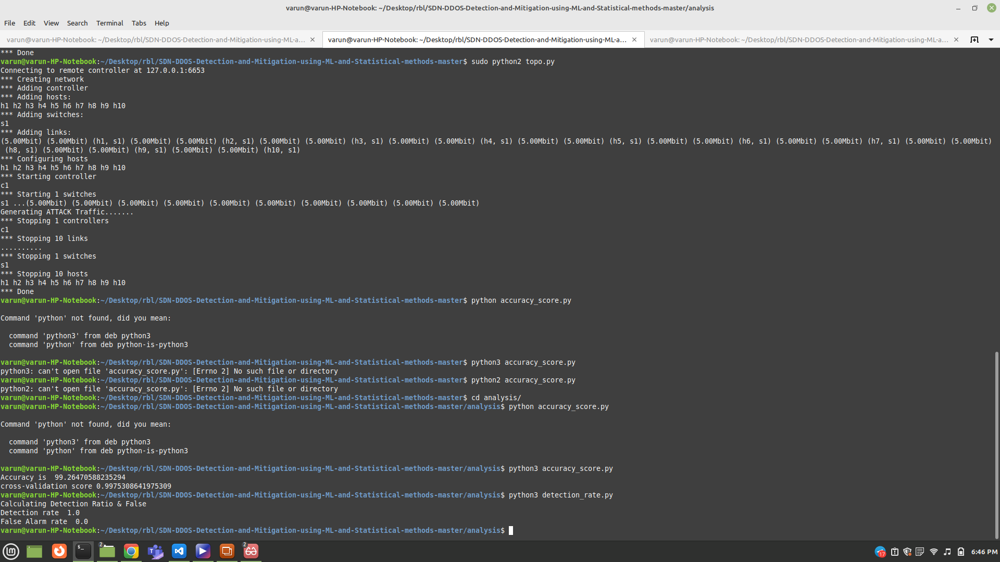 varun@varun-HP-Notebook: ~/Desktop/rbl/SDN-DDOS-Detection-and-Mitigation-using-ML-and-Statistical-methods-master/analysis
File Edit View Search Terminal Tabs Help
varun@varun-HP-Notebook: ~/Desktop/rbl/SDN-DDOS-Detection-and-Mitigation-using-ML-a... × varun@varun-HP-Notebook: ~/Desktop/rbl/SDN-DDOS-Detection-and-Mitigation-using-ML-a... × varun@varun-HP-Notebook: ~/Desktop/rbl/SDN-DDOS-Detection-and-Mitigation-using-ML-a... ×
*** Done
varun@varun-HP-Notebook:~/Desktop/rbl/SDN-DDOS-Detection-and-Mitigation-using-ML-and-Statistical-methods-master$ sudo python2 topo.py
Connecting to remote controller at 127.0.0.1:6653
*** Creating network
*** Adding controller
*** Adding hosts:
h1 h2 h3 h4 h5 h6 h7 h8 h9 h10
*** Adding switches:
s1
*** Adding links:
(5.00Mbit) (5.00Mbit) (h1, s1) (5.00Mbit) (5.00Mbit) (h2, s1) (5.00Mbit) (5.00Mbit) (h3, s1) (5.00Mbit) (5.00Mbit) (h4, s1) (5.00Mbit) (5.00Mbit) (h5, s1) (5.00Mbit) (5.00Mbit) (h6, s1) (5.00Mbit) (5.00Mbit) (h7, s1) (5.00Mbit) (5.00Mbit)
(h8, s1) (5.00Mbit) (5.00Mbit) (h9, s1) (5.00Mbit) (5.00Mbit) (h10, s1)
*** Configuring hosts
h1 h2 h3 h4 h5 h6 h7 h8 h9 h10
*** Starting controller
c1
*** Starting 1 switches
s1 ...(5.00Mbit) (5.00Mbit) (5.00Mbit) (5.00Mbit) (5.00Mbit) (5.00Mbit) (5.00Mbit) (5.00Mbit) (5.00Mbit) (5.00Mbit)
Generating ATTACK Traffic.......
*** Stopping 1 controllers
c1
*** Stopping 10 links
..........
*** Stopping 1 switches
s1
*** Stopping 10 hosts
h1 h2 h3 h4 h5 h6 h7 h8 h9 h10
*** Done
varun@varun-HP-Notebook:~/Desktop/rbl/SDN-DDOS-Detection-and-Mitigation-using-ML-and-Statistical-methods-master$ python accuracy_score.py
Command 'python' not found, did you mean:
command 'python3' from deb python3
command 'python' from deb python-is-python3
varun@varun-HP-Notebook:~/Desktop/rbl/SDN-DDOS-Detection-and-Mitigation-using-ML-and-Statistical-methods-master$ python3 accuracy_score.py
python3: can't open file 'accuracy_score.py': [Errno 2] No such file or directory
varun@varun-HP-Notebook:~/Desktop/rbl/SDN-DDOS-Detection-and-Mitigation-using-ML-and-Statistical-methods-master$ python2 accuracy_score.py
python2: can't open file 'accuracy_score.py': [Errno 2] No such file or directory
varun@varun-HP-Notebook:~/Desktop/rbl/SDN-DDOS-Detection-and-Mitigation-using-ML-and-Statistical-methods-master$ cd analysis/
varun@varun-HP-Notebook:~/Desktop/rbl/SDN-DDOS-Detection-and-Mitigation-using-ML-and-Statistical-methods-master/analysis$ python accuracy_score.py
Command 'python' not found, did you mean:
command 'python3' from deb python3
command 'python' from deb python-is-python3
varun@varun-HP-Notebook:~/Desktop/rbl/SDN-DDOS-Detection-and-Mitigation-using-ML-and-Statistical-methods-master/analysis$ python3 accuracy_score.py
Accuracy is  99.26470588235294
cross-validation score 0.9975308641975309
varun@varun-HP-Notebook:~/Desktop/rbl/SDN-DDOS-Detection-and-Mitigation-using-ML-and-Statistical-methods-master/analysis$ python3 detection_rate.py
Calculating Detection Ratio & False
Detection rate  1.0
False Alarm rate  0.0
varun@varun-HP-Notebook:~/Desktop/rbl/SDN-DDOS-Detection-and-Mitigation-using-ML-and-Statistical-methods-master/analysis$
2 2 17 6:46 PM